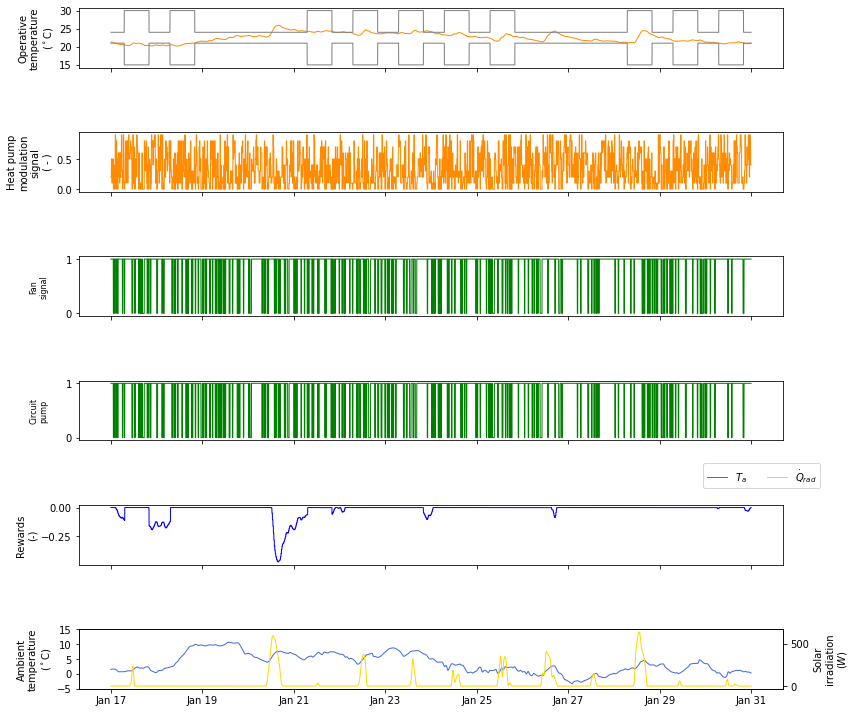 Operative
temperature
(°C)
30
25
20
15
Heat pump
modulation
signal
( - )
0.5
0.0
Fan
signal
1
0
Circuit
pump
1
0
T_a Q̇_rad
Rewards
(-)
0.00
−0.25
Ambient
temperature
(°C)
15
10
5
0
−5
500
0
Solar
irradiation
(W)
Jan 17 Jan 19 Jan 21 Jan 23 Jan 25 Jan 27 Jan 29 Jan 31